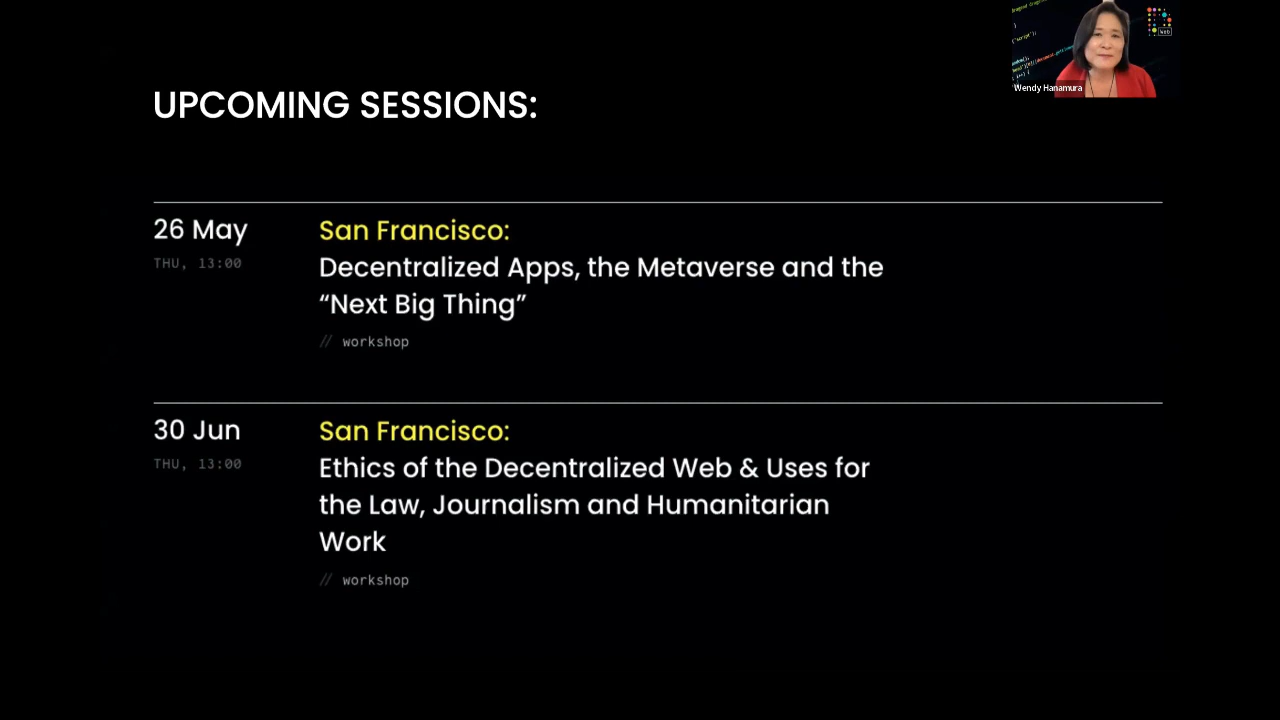 UPCOMING SESSIONS:
Wendy Hanamura
Web
26 May
THU, 13:00
San Francisco:
Decentralized Apps, the Metaverse and the
“Next Big Thing”
// workshop
30 Jun
THU, 13:00
San Francisco:
Ethics of the Decentralized Web & Uses for
the Law, Journalism and Humanitarian
Work
// workshop